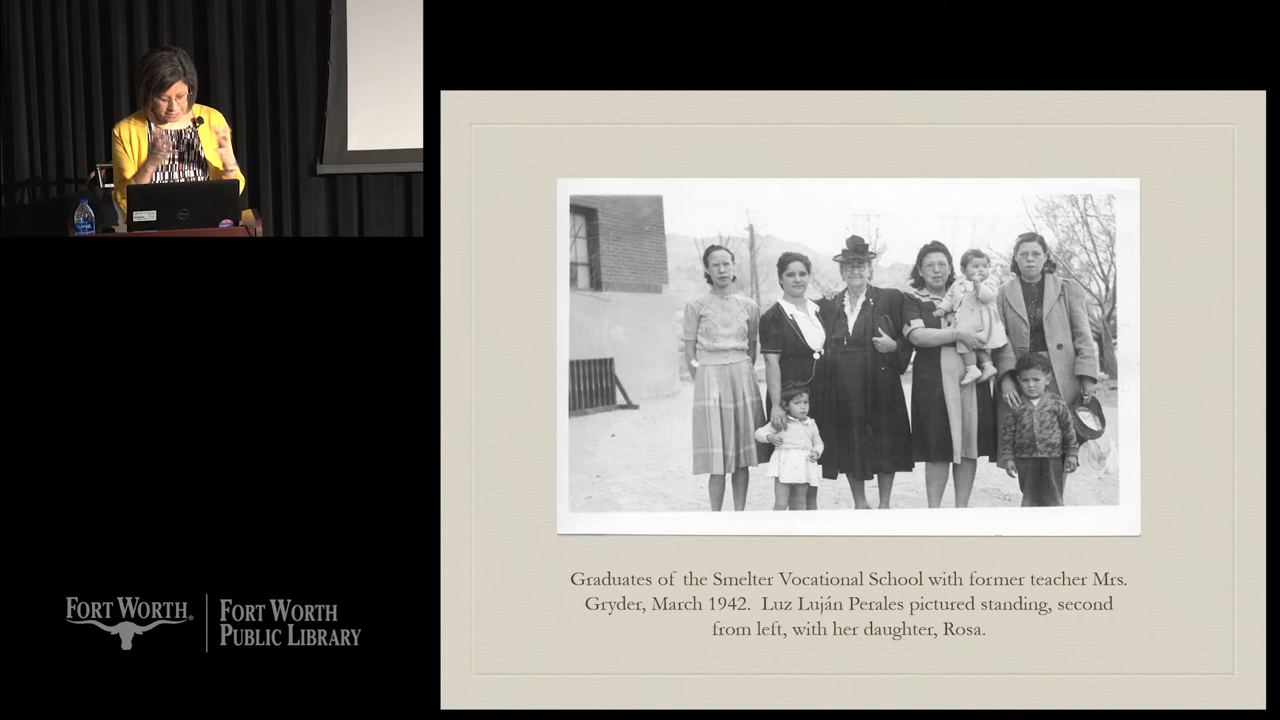 Graduates of the Smelter Vocational School with former teacher Mrs.
Gryder, March 1942. Luz Luján Perales pictured standing, second
from left, with her daughter, Rosa.
FORT WORTH®
FORT WORTH
PUBLIC LIBRARY